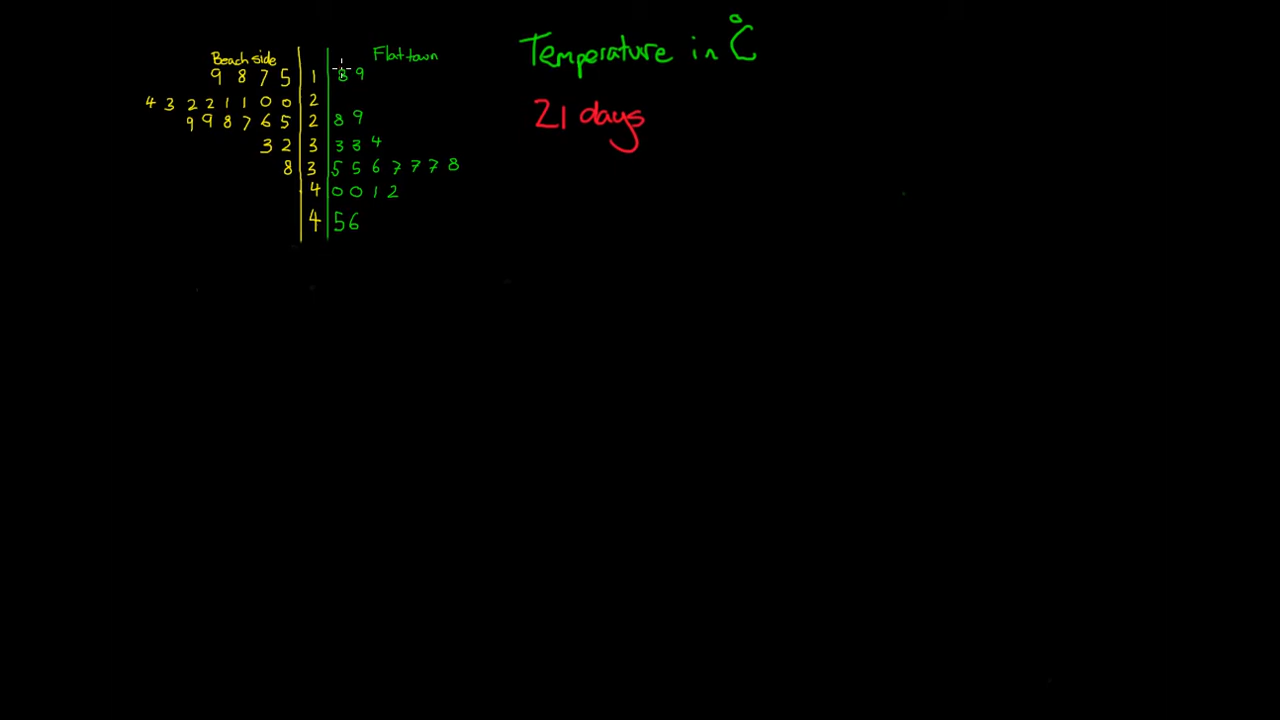 Temperature in °C
21 days
Beach side Flat town
9 8 7 5 | 1 | 8 9
4 3 2 2 1 1 0 0 | 2 |
9 9 8 7 6 5 | 2 | 8 9
3 2 | 3 | 3 3 4
8 | 3 | 5 5 6 7 7 7 8
| 4 | 0 0 1 2
| 4 | 5 6